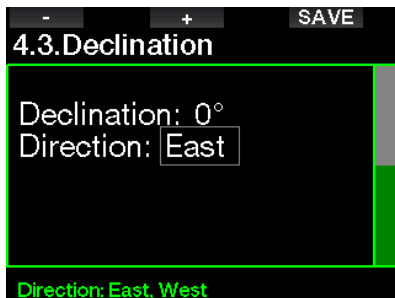 - + SAVE
4.3.Declination
Declination: 0°
Direction: East
Direction: East, West